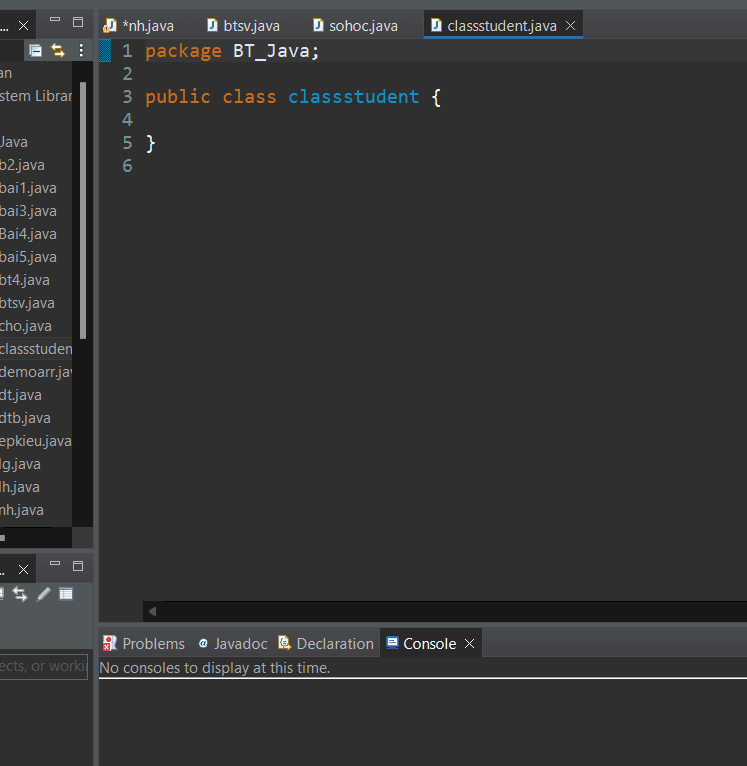 ... *nh.java btsv.java sohoc.java classstudent.java
1 package BT_Java;
2
3 public class classstudent {
4
5 }
6
an
stem Librar
Java
b2.java
bai1.java
bai3.java
Bai4.java
bai5.java
bt4.java
btsv.java
cho.java
classstuden
demoarr.jav
dt.java
dtb.java
epkieu.java
lg.java
lh.java
nh.java
...
ects, or workin
Problems @ Javadoc Declaration Console
No consoles to display at this time.